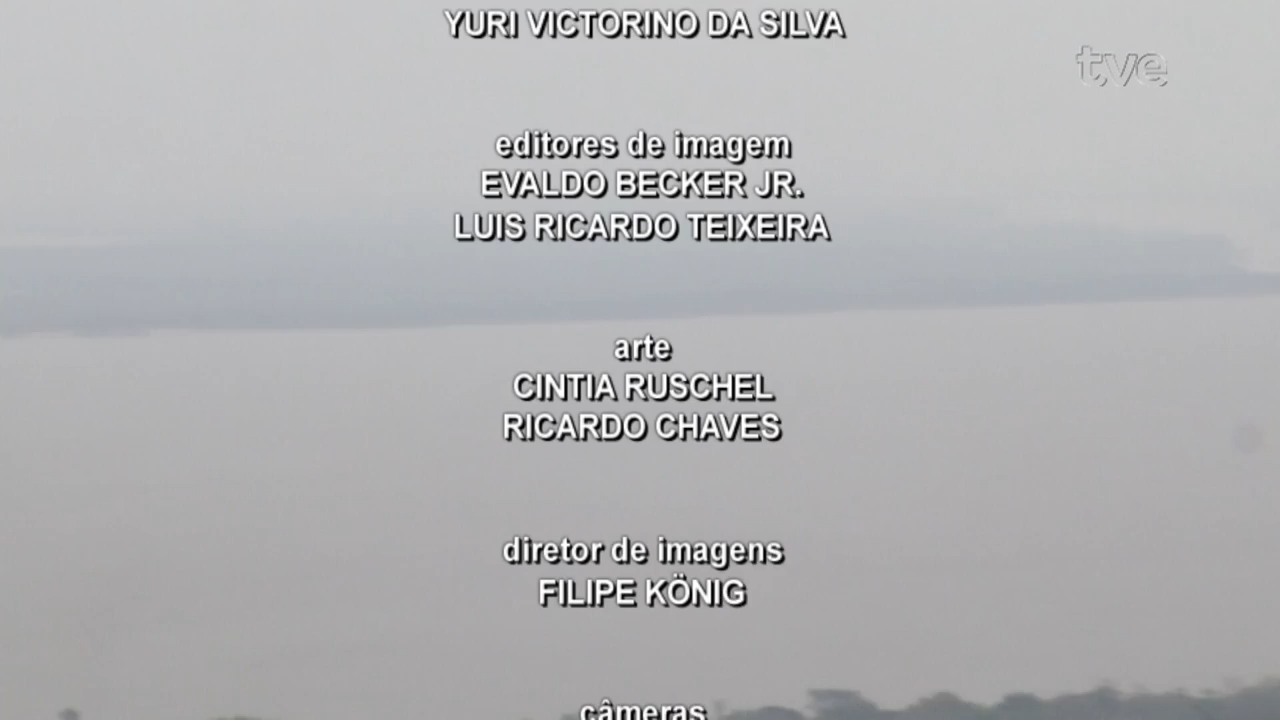 YURI VICTORINO DA SILVA
tve
editores de imagem
EVALDO BECKER JR.
LUIS RICARDO TEIXEIRA
arte
CINTIA RUSCHEL
RICARDO CHAVES
diretor de imagens
FILIPE KÖNIG
câmeras